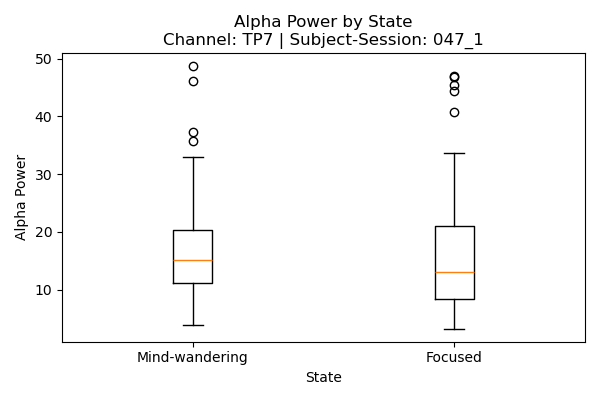 Alpha Power by State
Channel: TP7 | Subject-Session: 047_1
50
40
30
20
10
Alpha Power
Mind-wandering
Focused
State